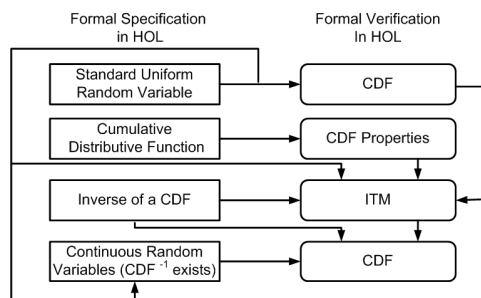 Formal Specification
in HOL
Formal Verification
In HOL
Standard Uniform
Random Variable
CDF
Cumulative
Distributive Function
CDF Properties
Inverse of a CDF
ITM
Continuous Random
Variables (CDF ⁻¹ exists)
CDF